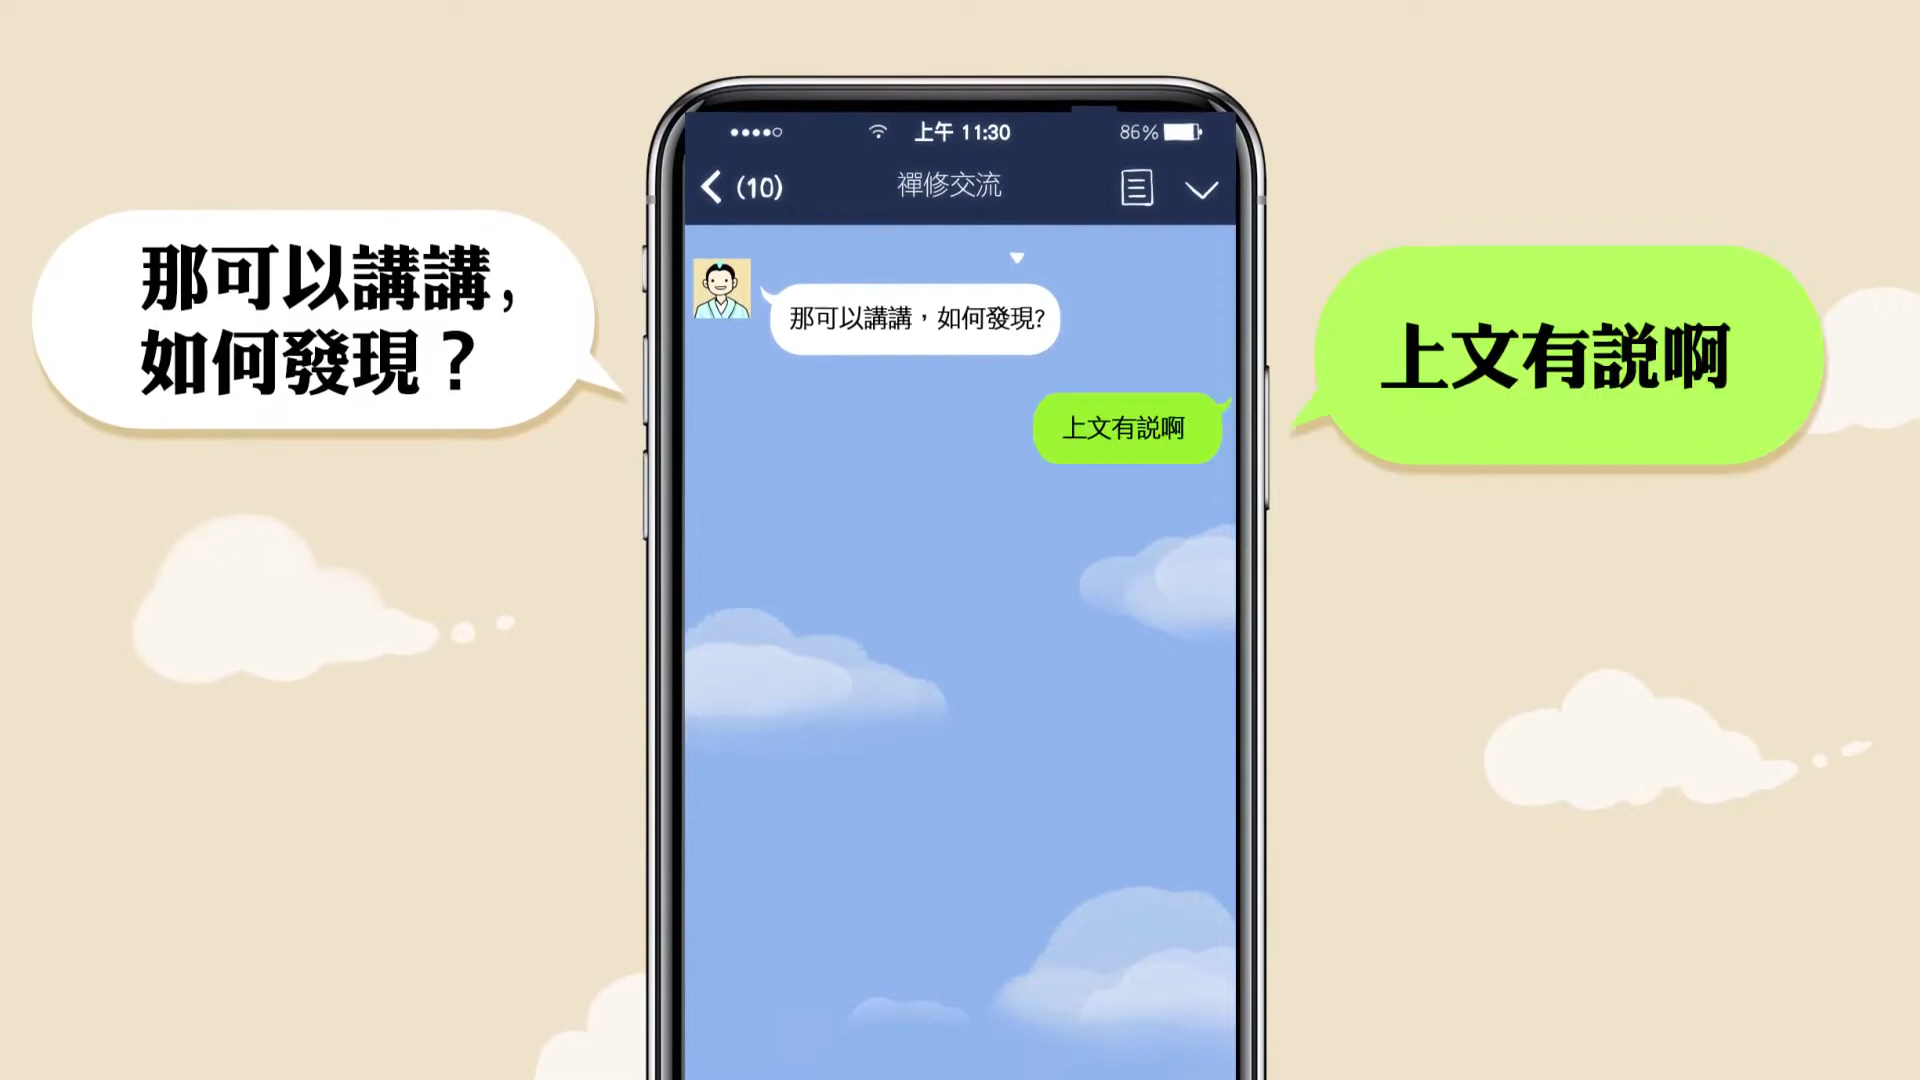 上午 11:30
86%
(10)
禪修交流
那可以講講,
如何發現？
那可以講講，如何發現?
上文有説啊
上文有説啊